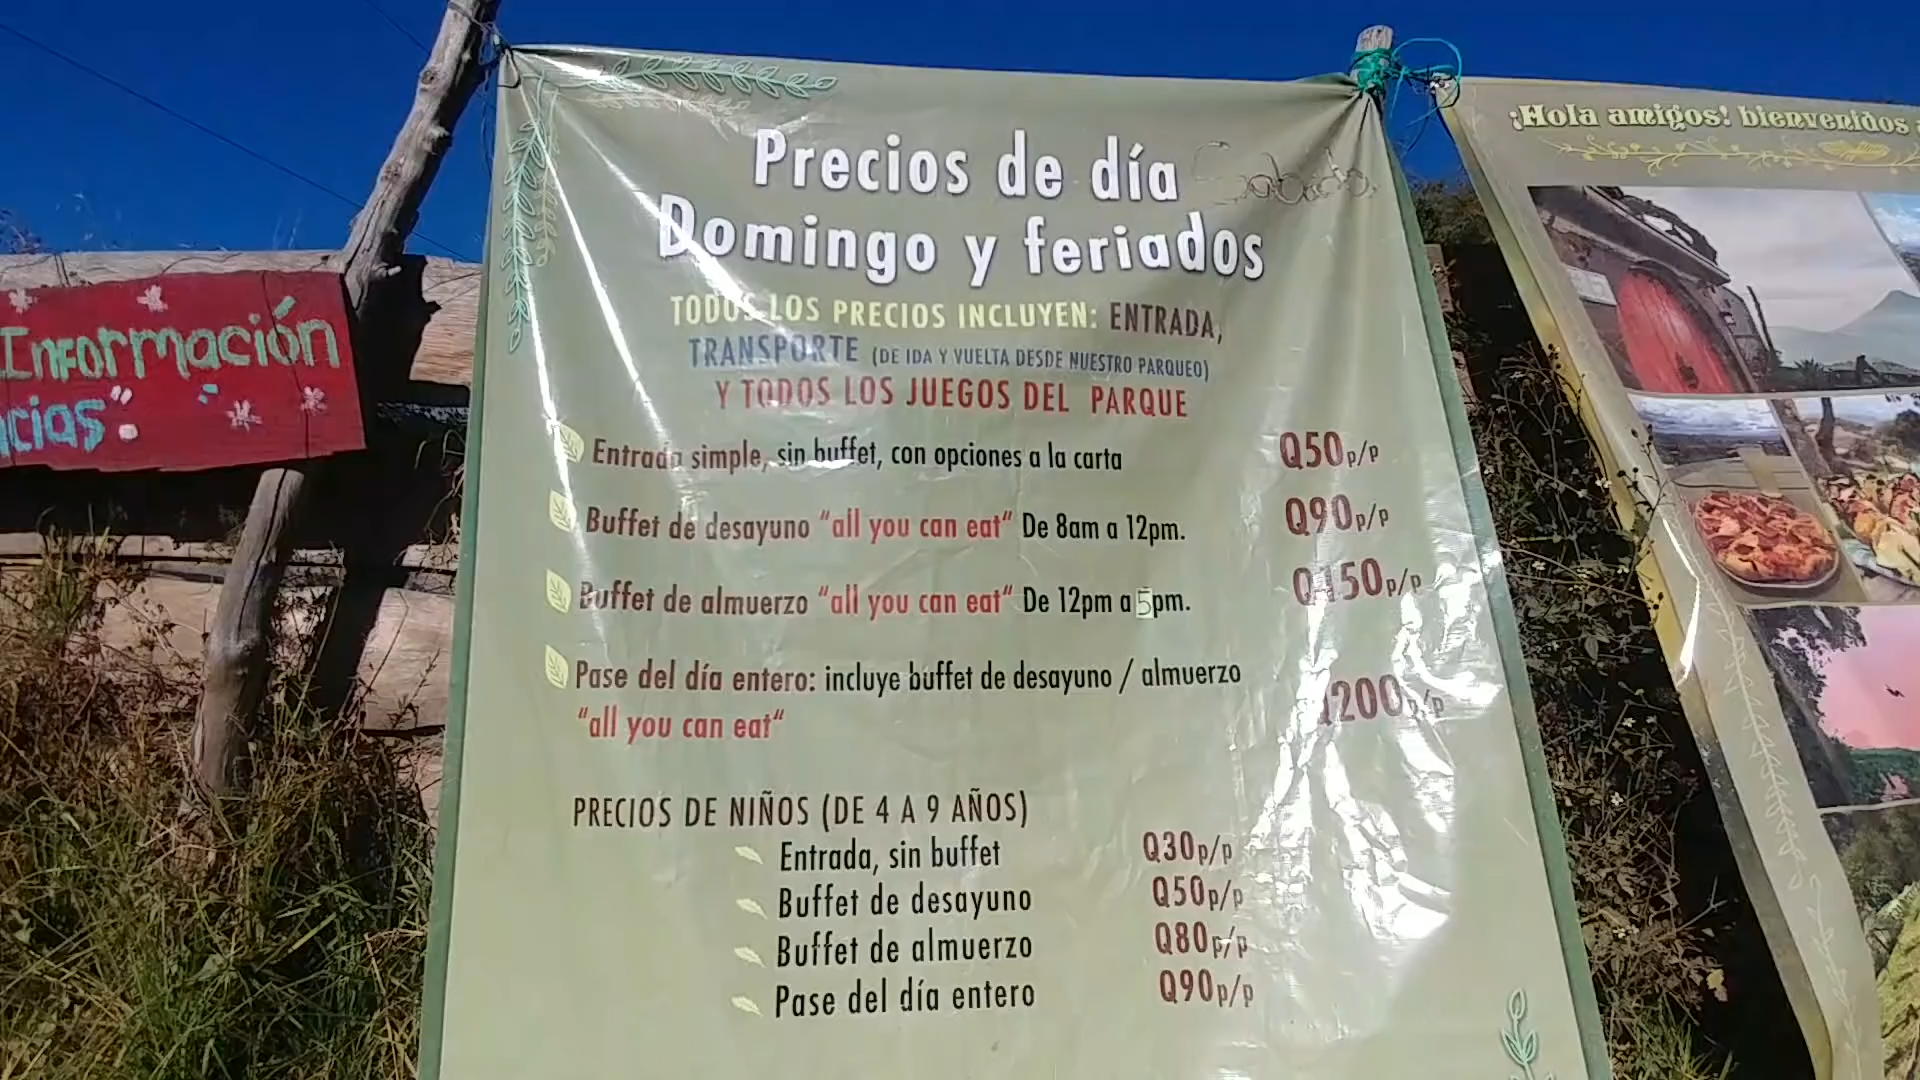 Información
cias"
Precios de día Sabado
Domingo y feriados
TODOS LOS PRECIOS INCLUYEN: ENTRADA,
TRANSPORTE (DE IDA Y VUELTA DESDE NUESTRO PARQUEO)
Y TODOS LOS JUEGOS DEL PARQUE
Entrada simple, sin buffet, con opciones a la carta Q50p/p
Buffet de desayuno "all you can eat" De 8am a 12pm. Q90p/p
Buffet de almuerzo "all you can eat" De 12pm a 5pm. Q150p/p
Pase del día entero: incluye buffet de desayuno / almuerzo Q200p/p
"all you can eat"
PRECIOS DE NIÑOS (DE 4 A 9 AÑOS)
Entrada, sin buffet Q30p/p
Buffet de desayuno Q50p/p
Buffet de almuerzo Q80p/p
Pase del día entero Q90p/p
¡Hola amigos! bienvenidos